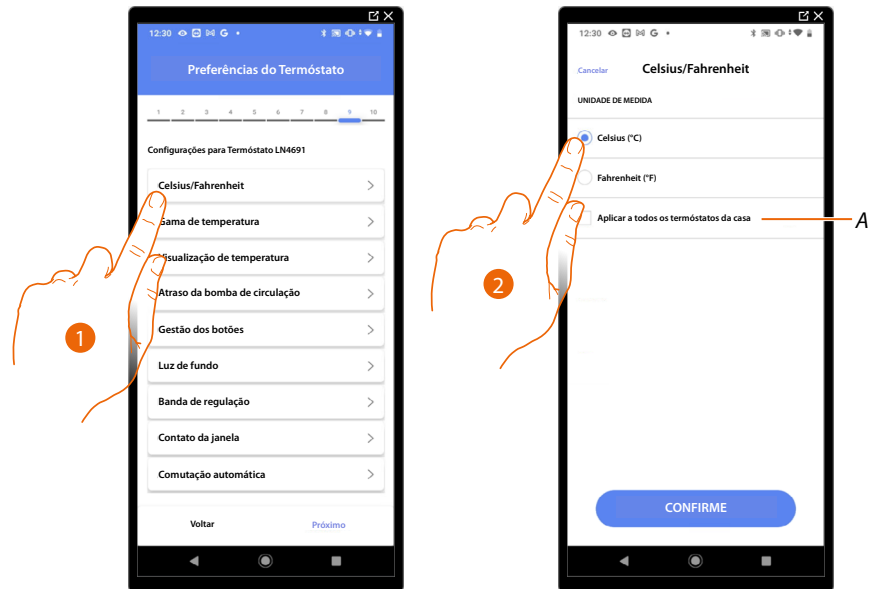 12:30 G
Preferências do Termóstato
1 2 3 4 5 6 7 8 9 10
Configurações para Termóstato LN4691
Celsius/Fahrenheit
Gama de temperatura
Visualização de temperatura
Atraso da bomba de circulação
Gestão dos botões
Luz de fundo
Banda de regulação
Contato da janela
Comutação automática
Voltar Próximo
1
12:30 G
Cancelar Celsius/Fahrenheit
UNIDADE DE MEDIDA
Celsius (°C)
Fahrenheit (°F)
Aplicar a todos os termóstatos da casa
A
2
CONFIRME